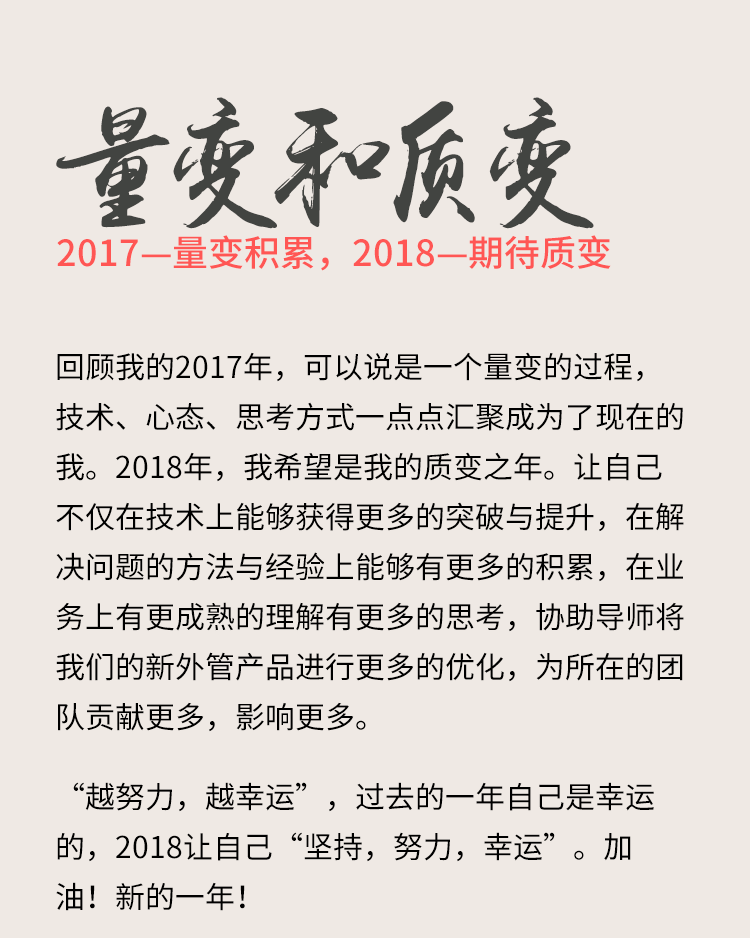 量变和质变
2017—量变积累，2018—期待质变
回顾我的2017年，可以说是一个量变的过程，
技术、心态、思考方式一点点汇聚成为了现在的
我。2018年，我希望是我的质变之年。让自己
不仅在技术上能够获得更多的突破与提升，在解
决问题的方法与经验上能够有更多的积累，在业
务上有更成熟的理解有更多的思考，协助导师将
我们的新外管产品进行更多的优化，为所在的团
队贡献更多，影响更多。
“越努力，越幸运”，过去的一年自己是幸运
的，2018让自己“坚持，努力，幸运”。加
油！新的一年！